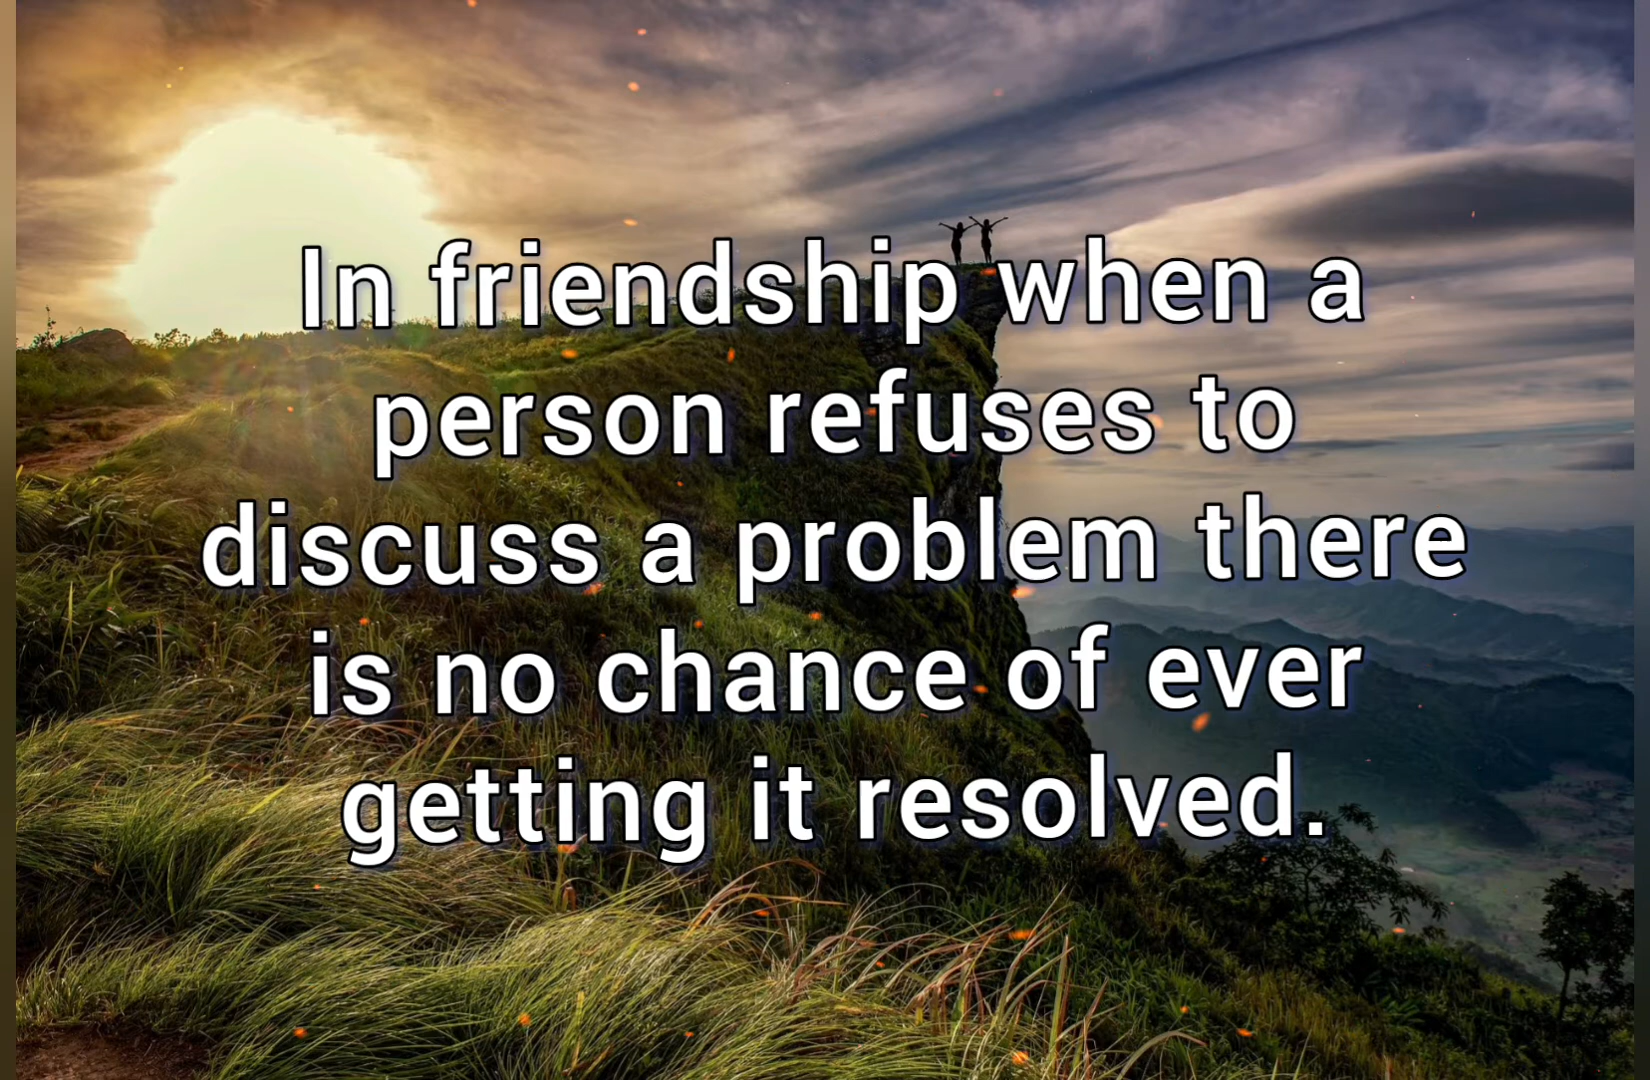 In friendship when a
person refuses to
discuss a problem there
is no chance of ever
getting it resolved.